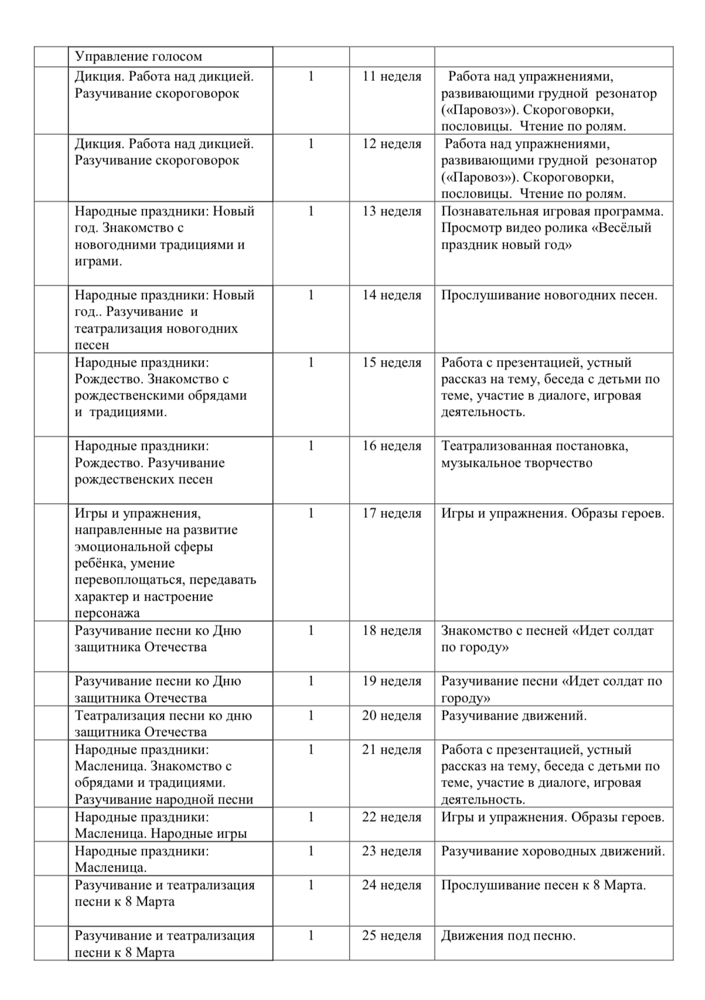 Управление голосом
Дикция. Работа над дикцией.
Разучивание скороговорок
1
11 неделя
Работа над упражнениями,
развивающими грудной  резонатор
(«Паровоз»). Скороговорки,
пословицы.  Чтение по ролям.
Дикция. Работа над дикцией.
Разучивание скороговорок
1
12 неделя
Работа над упражнениями,
развивающими грудной  резонатор
(«Паровоз»). Скороговорки,
пословицы.  Чтение по ролям.
Народные праздники: Новый
год. Знакомство с
новогодними традициями и
играми.
1
13 неделя
Познавательная игровая программа.
Просмотр видео ролика «Весёлый
праздник новый год»
Народные праздники: Новый
год.. Разучивание  и
театрализация новогодних
песен
1
14 неделя
Прослушивание новогодних песен.
Народные праздники:
Рождество. Знакомство с
рождественскими обрядами
и  традициями.
1
15 неделя
Работа с презентацией, устный
рассказ на тему, беседа с детьми по
теме, участие в диалоге, игровая
деятельность.
Народные праздники:
Рождество. Разучивание
рождественских песен
1
16 неделя
Театрализованная постановка,
музыкальное творчество
Игры и упражнения,
направленные на развитие
эмоциональной сферы
ребёнка, умение
перевоплощаться, передавать
характер и настроение
персонажа
1
17 неделя
Игры и упражнения. Образы героев.
Разучивание песни ко Дню
защитника Отечества
1
18 неделя
Знакомство с песней «Идет солдат
по городу»
Разучивание песни ко Дню
защитника Отечества
1
19 неделя
Разучивание песни «Идет солдат по
городу»
Театрализация песни ко дню
защитника Отечества
1
20 неделя
Разучивание движений.
Народные праздники:
Масленица. Знакомство с
обрядами и традициями.
Разучивание народной песни
1
21 неделя
Работа с презентацией, устный
рассказ на тему, беседа с детьми по
теме, участие в диалоге, игровая
деятельность.
Народные праздники:
Масленица. Народные игры
1
22 неделя
Игры и упражнения. Образы героев.
Народные праздники:
Масленица.
1
23 неделя
Разучивание хороводных движений.
Разучивание и театрализация
песни к 8 Марта
1
24 неделя
Прослушивание песен к 8 Марта.
Разучивание и театрализация
песни к 8 Марта
1
25 неделя
Движения под песню.